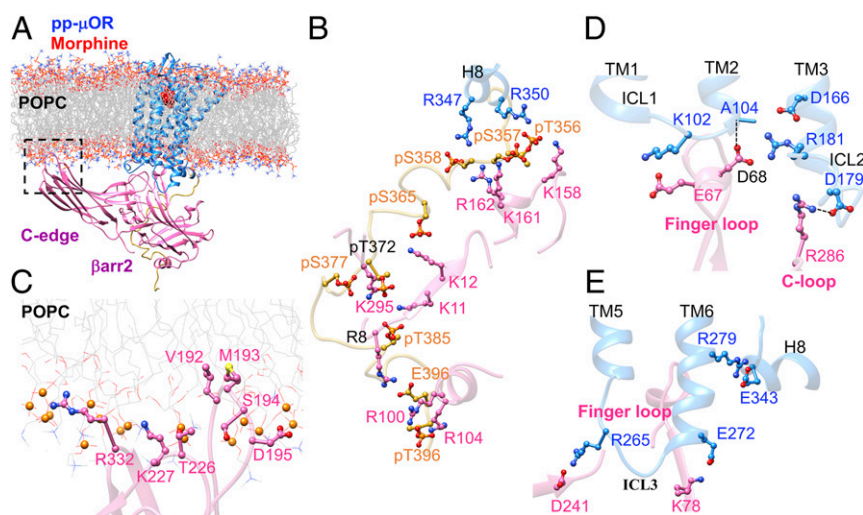 A
pp-μOR
Morphine
POPC
C-edge
βarr2
B
H8
R347
R350
pS357
pT356
pS358
K158
R162
K161
pS365
pT372
pS377
K12
K295
K11
R8
pT385
E396
R100
R104
pT396
C
POPC
V192
M193
S194
R332
K227
T226
D195
D
TM1
TM2
TM3
ICL1
D166
A104
K102
R181
ICL2
D68
D179
E67
Finger loop
R286
C-loop
E
TM5
TM6
R279
H8
Finger loop
E343
R265
E272
ICL3
D241
K78